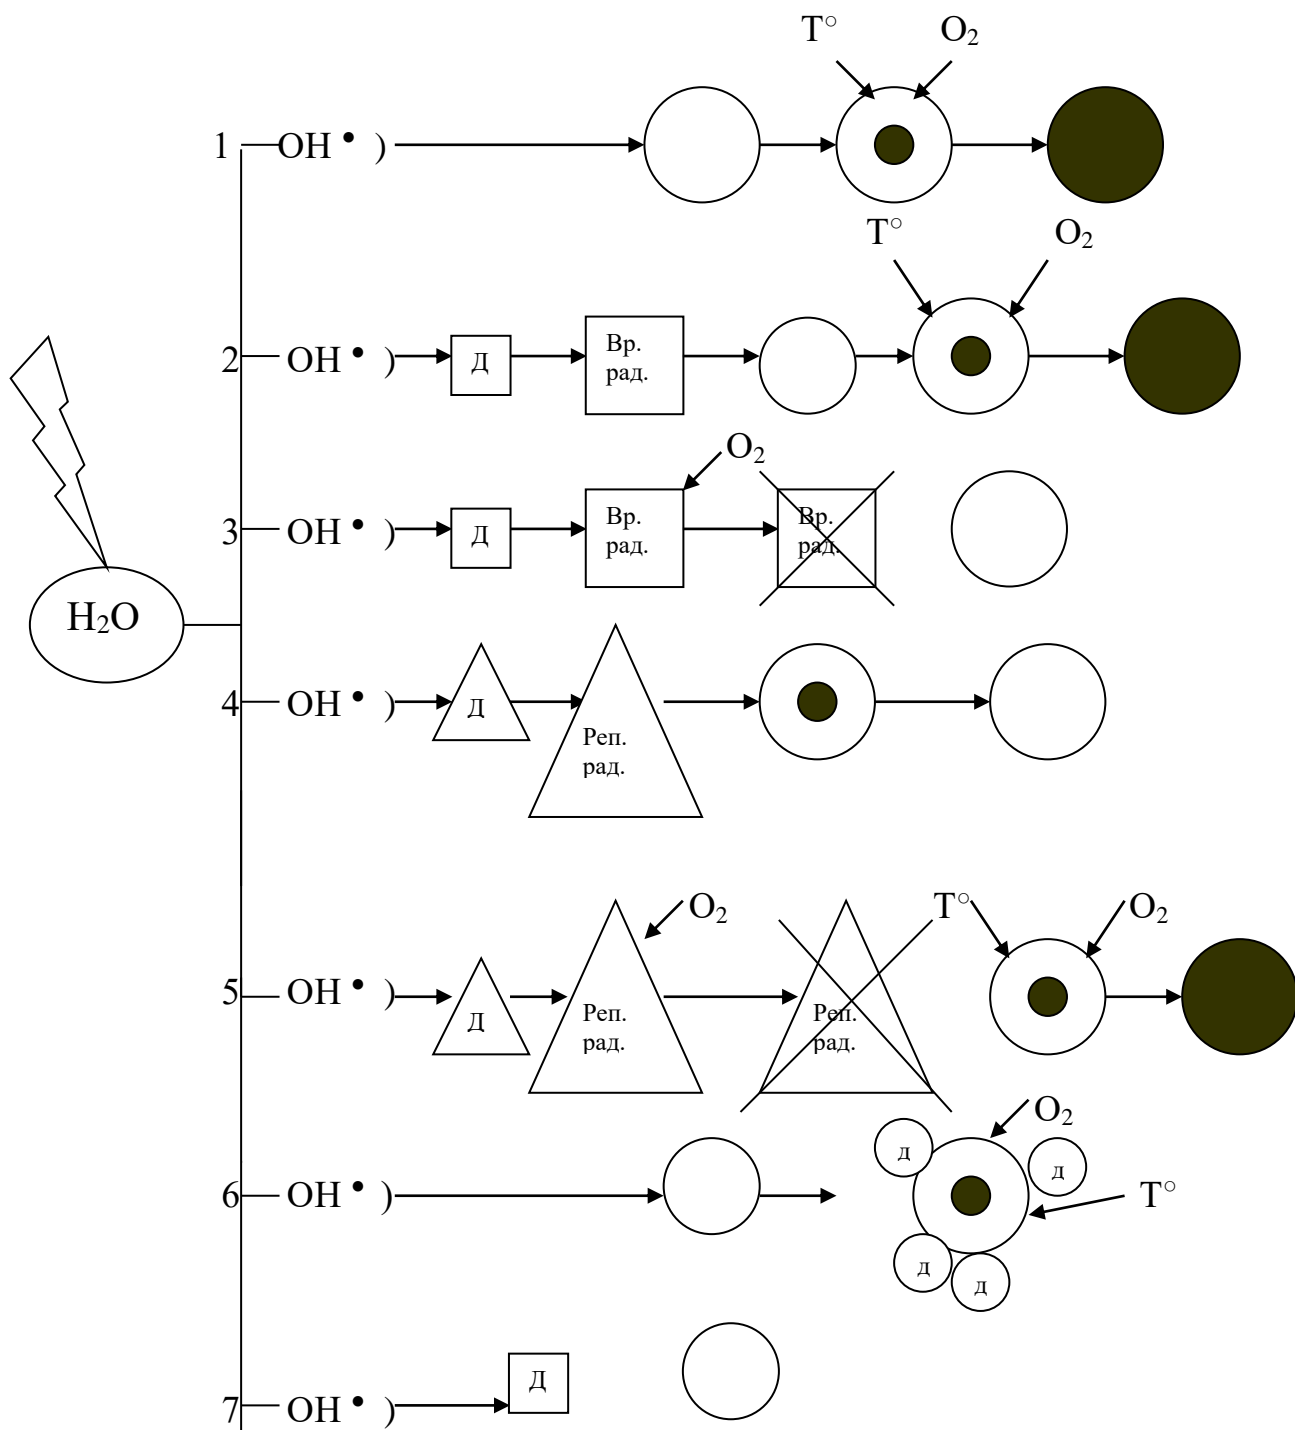 T° O₂
1 OH • )
T° O₂
2 OH • ) Д Вр.
рад.
O₂
3 OH • ) Д Вр.
рад. Вр.
рад.
H₂O
4 OH • ) Д Реп.
рад.
O₂ T° O₂
5 OH • ) Д Реп.
рад. Реп.
рад.
O₂
д д
6 OH • ) T°
д д
Д
7 OH • )